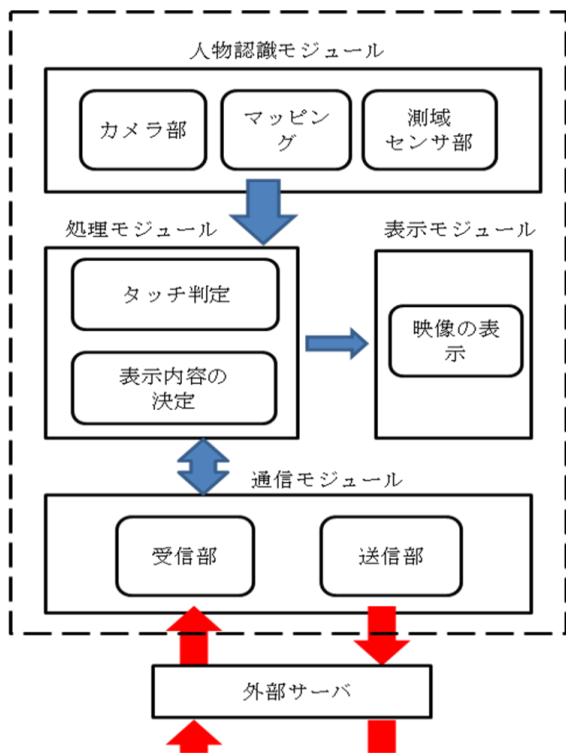 人物認識モジュール
カメラ部
マッピン
グ
測域
センサ部
処理モジュール
表示モジュール
タッチ判定
映像の表
示
表示内容の
決定
通信モジュール
受信部
送信部
外部サーバ